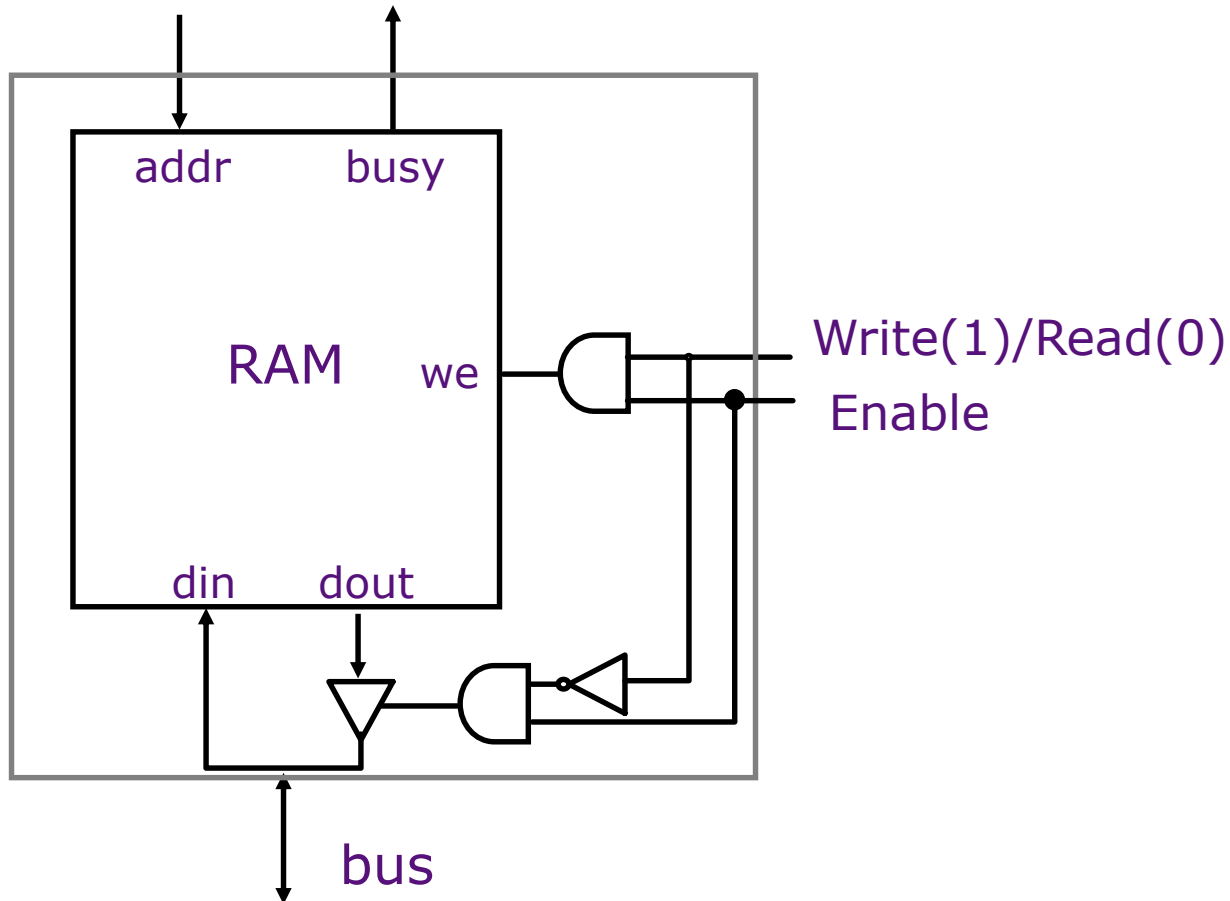 addr busy
Write(1)/Read(0)
RAM
we
Enable
din dout
bus